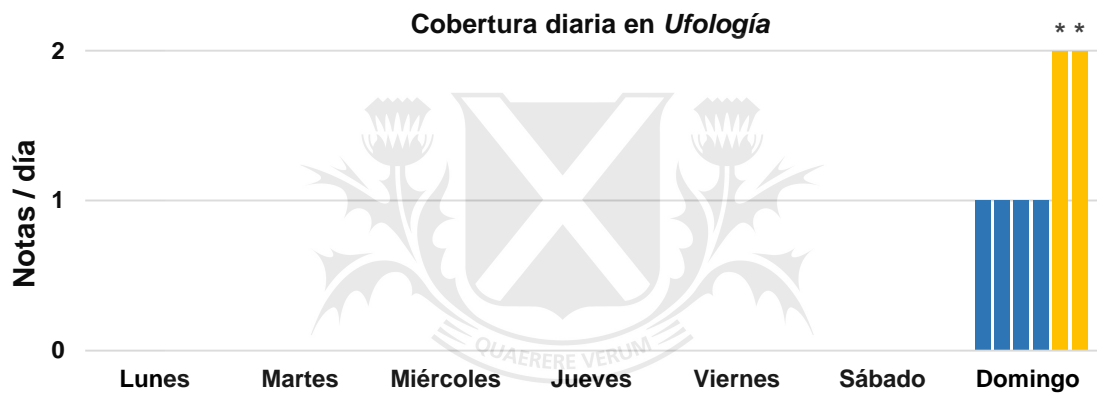 Cobertura diaria en Ufología
* *
2
1
0
Notas / día
QUAERERE VERUM
Lunes Martes Miércoles Jueves Viernes Sábado Domingo